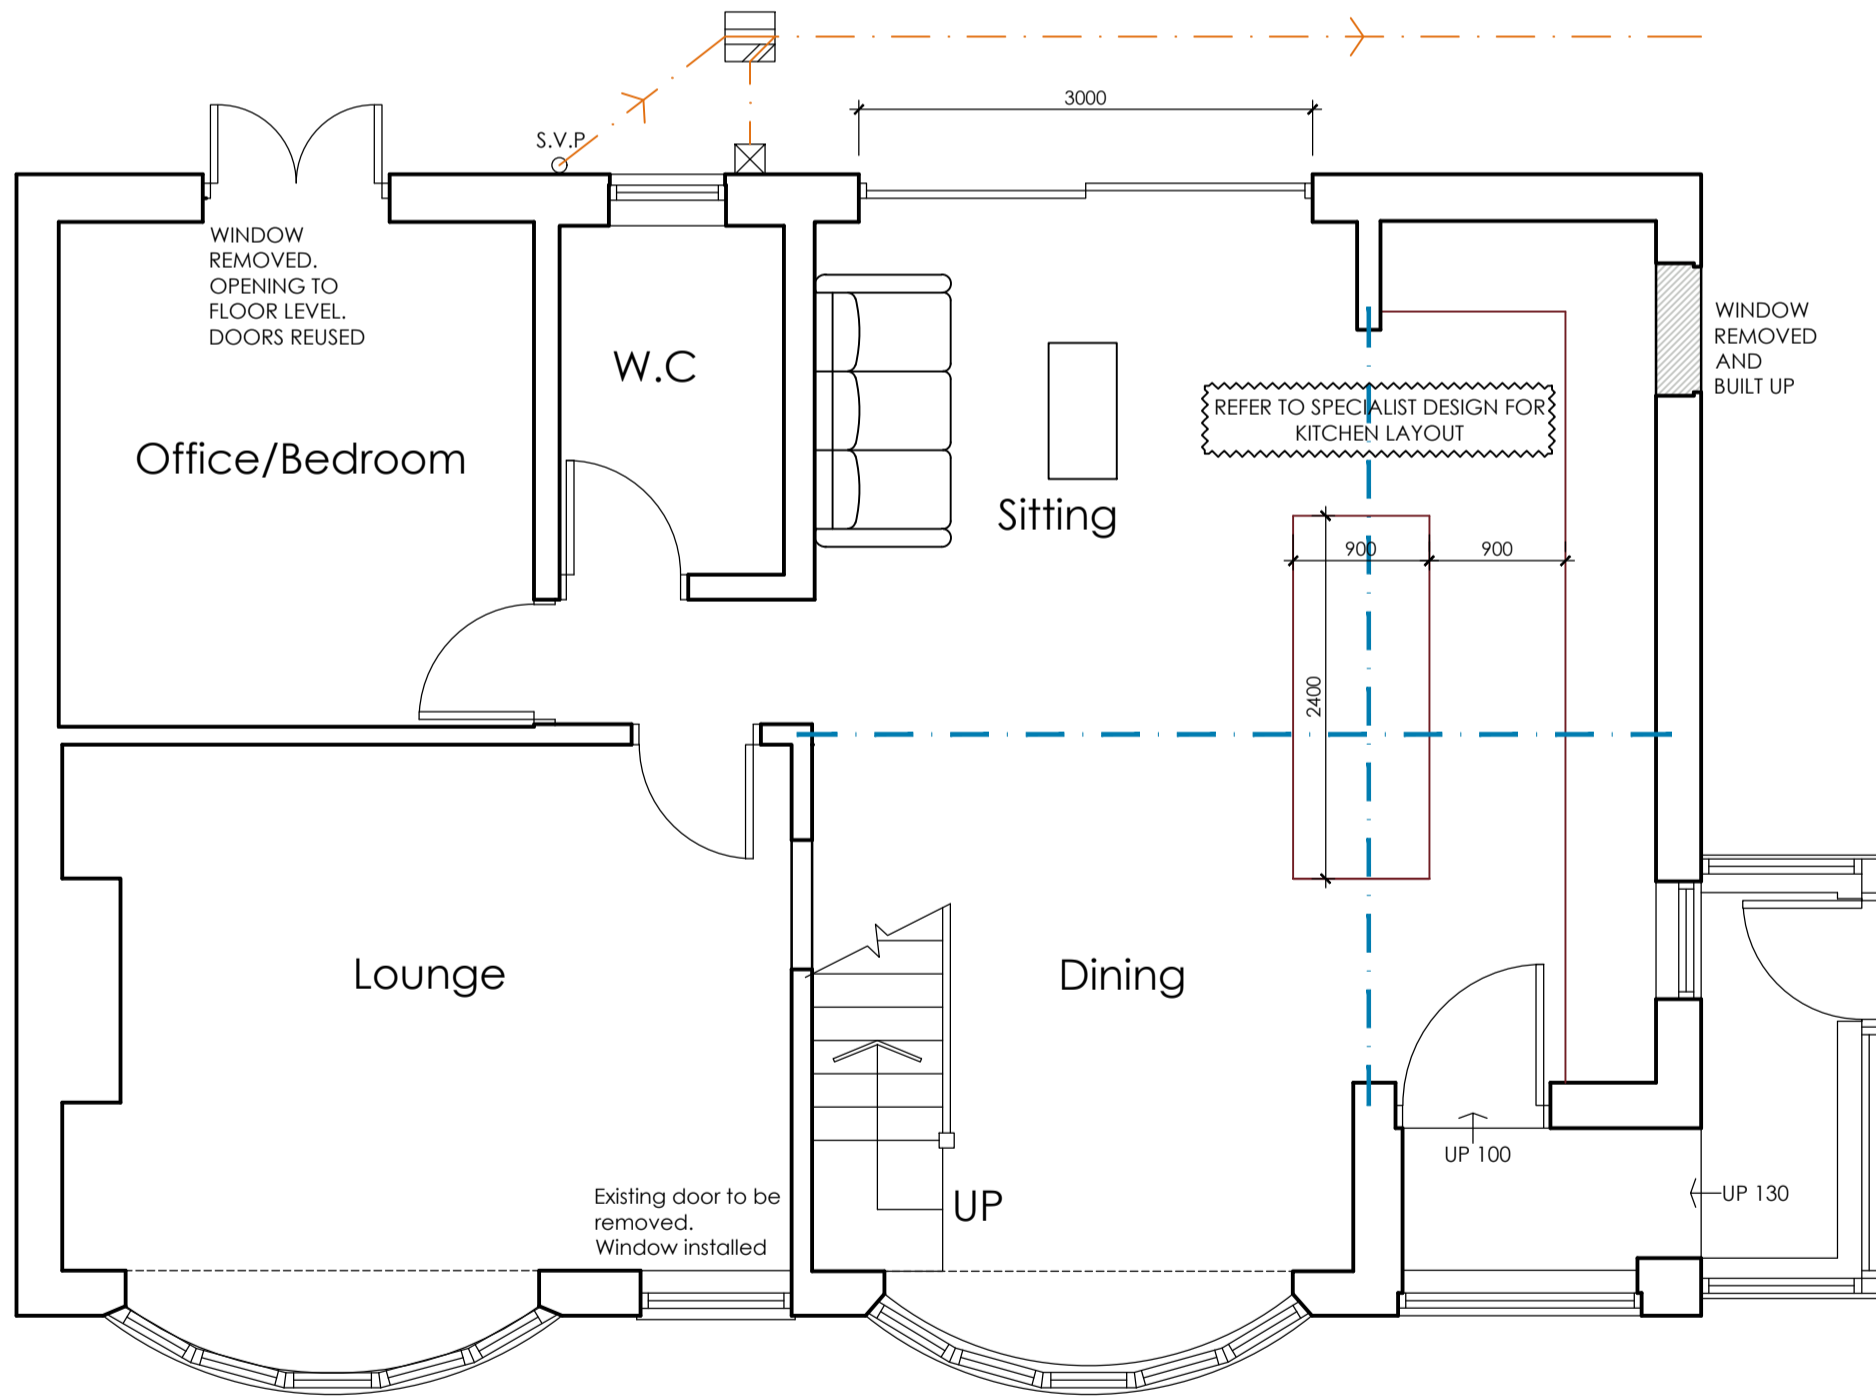 3000
S.V.P
WINDOW
REMOVED.
OPENING TO
FLOOR LEVEL.
DOORS REUSED
W.C
WINDOW
REMOVED
AND
BUILT UP
REFER TO SPECIALIST DESIGN FOR
KITCHEN LAYOUT
Office/Bedroom
Sitting
900
900
2400
Lounge
Dining
UP 100
UP 130
Existing door to be
removed.
Window installed
UP